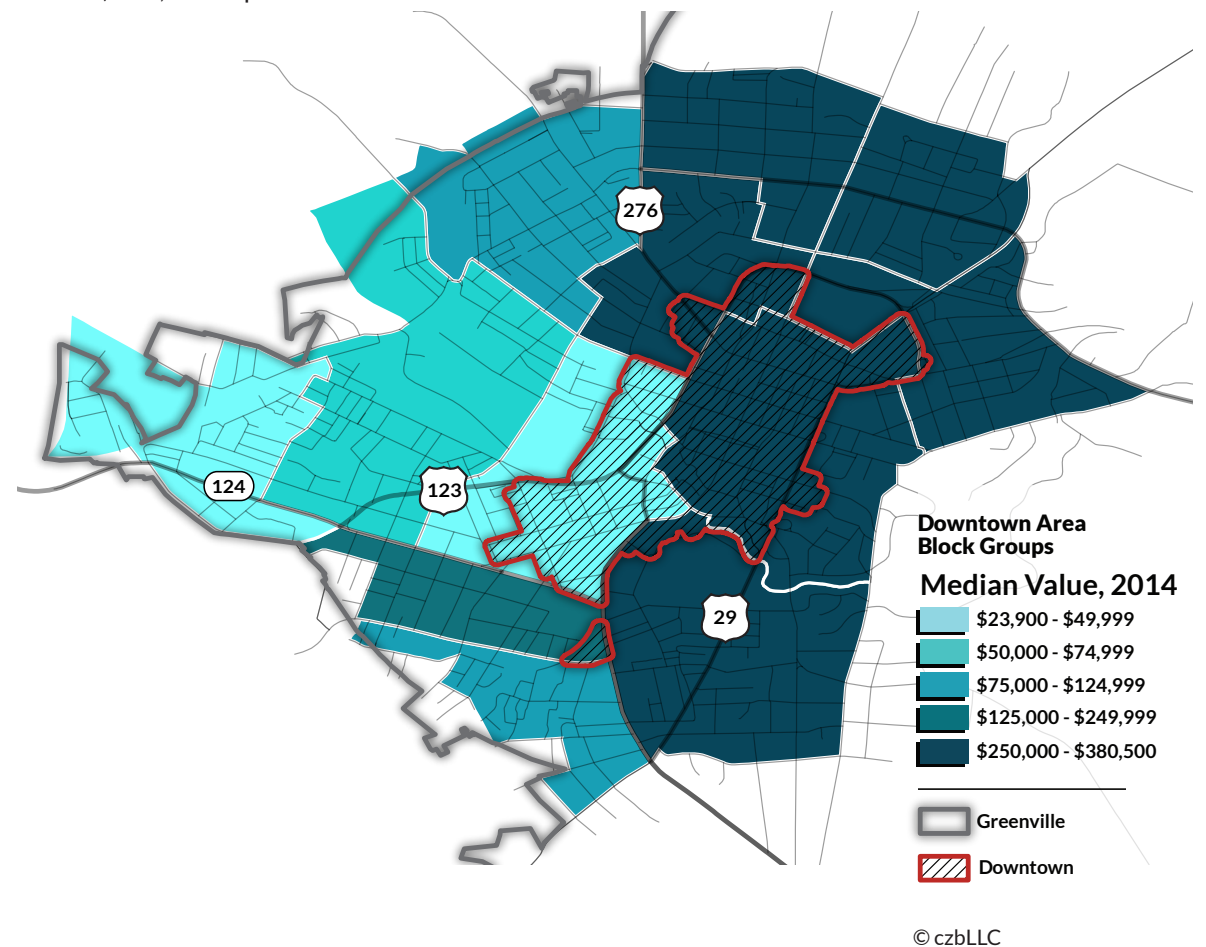 276
124
123
29
Downtown Area
Block Groups
Median Value, 2014
$23,900 - $49,999
$50,000 - $74,999
$75,000 - $124,999
$125,000 - $249,999
$250,000 - $380,500
Greenville
Downtown
© czbLLC